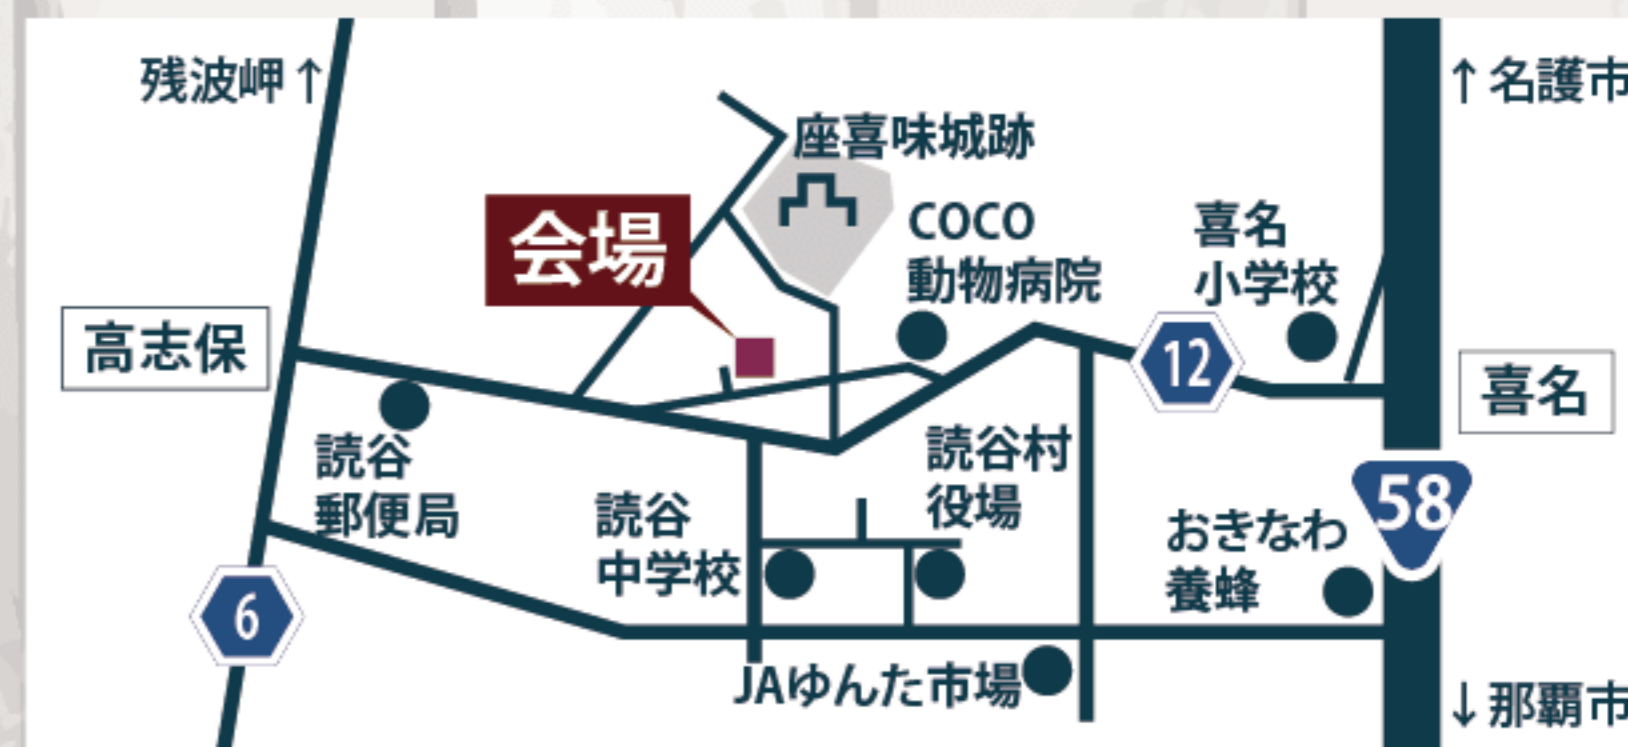 残波岬↑
↑名護市
座喜味城跡
会場
COCO
動物病院
喜名
小学校
高志保
12
喜名
読谷
郵便局
読谷
中学校
読谷村
役場
58
おきなわ
養蜂
6
JAゆんた市場
↓那覇市